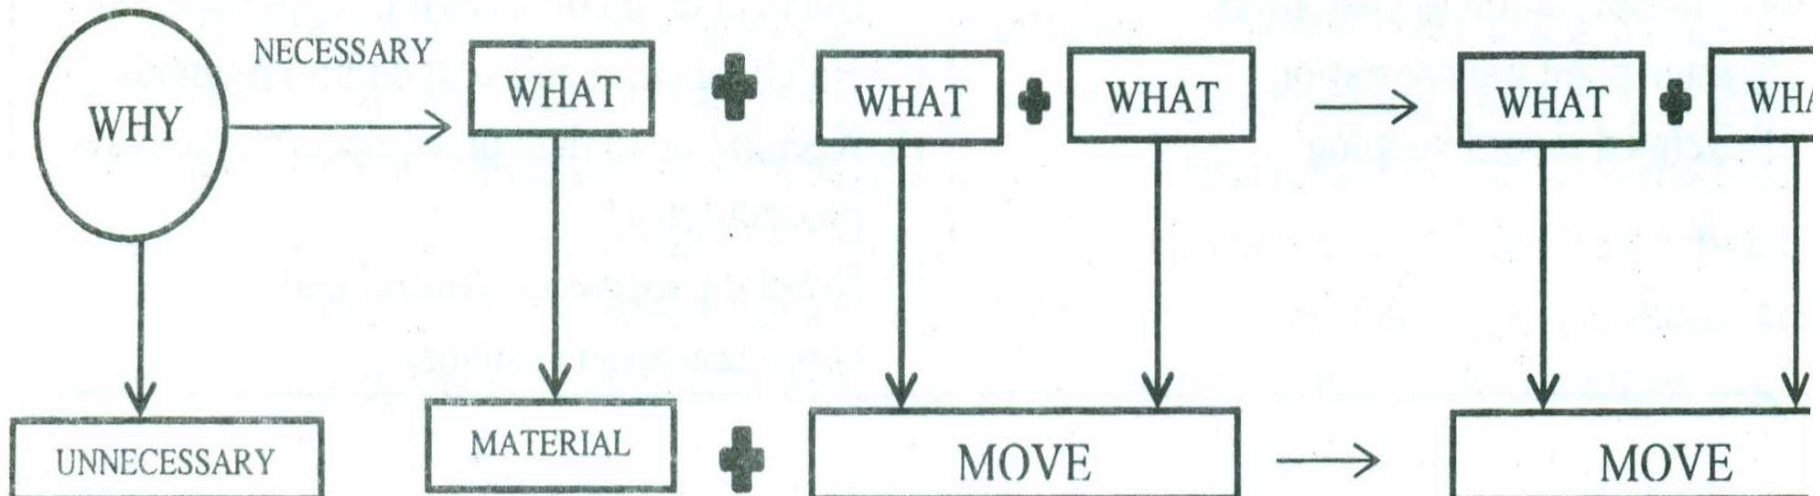 NECESSARY
WHY
WHAT
WHAT
WHAT
WHAT
UNNECESSARY
MATERIAL
MOVE
MOVE